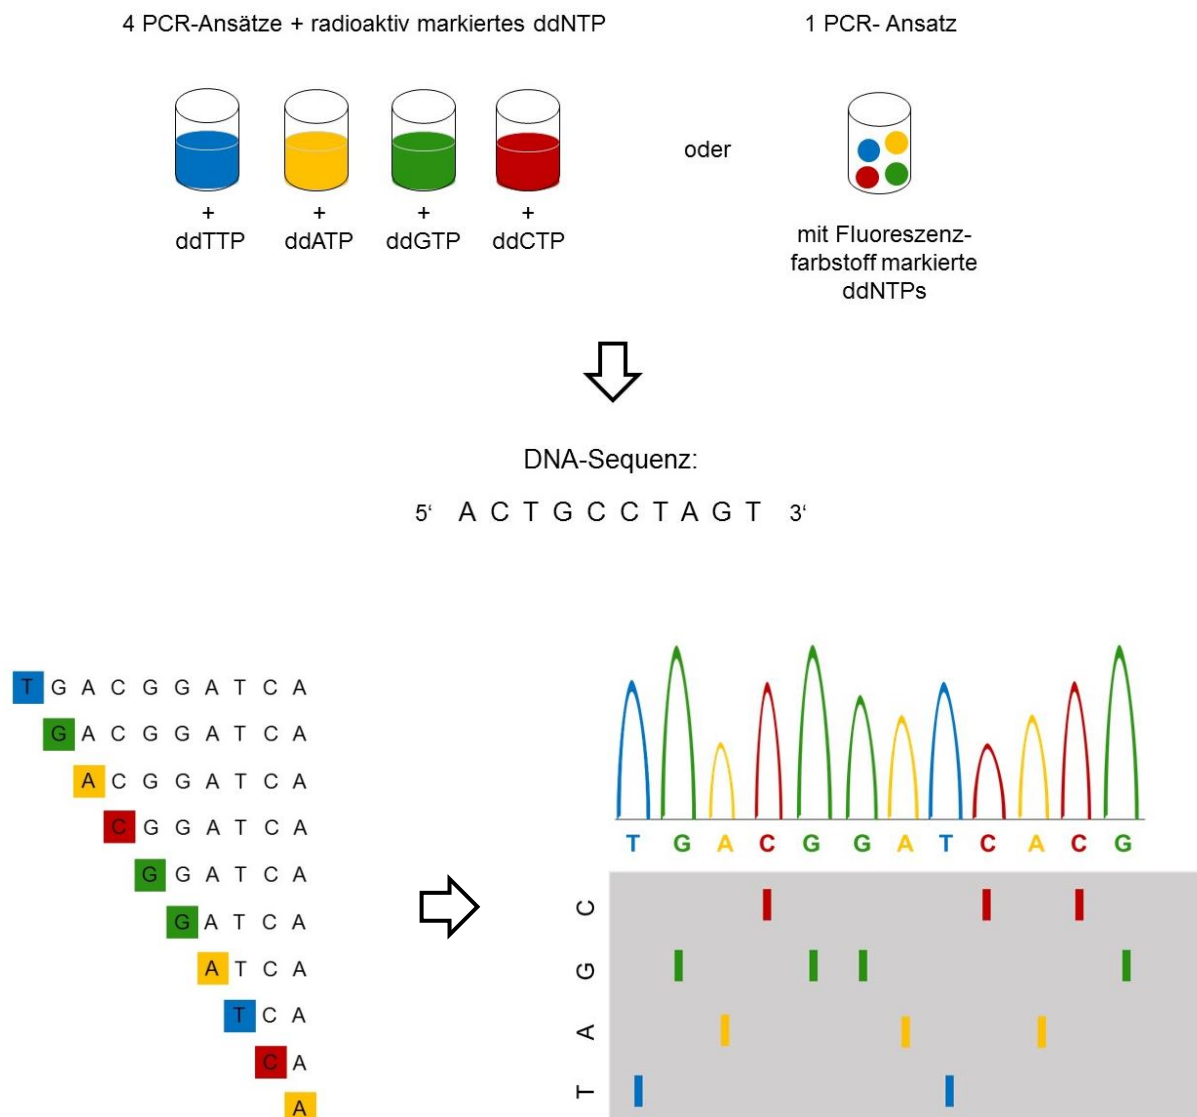 4 PCR-Ansätze + radioaktiv markiertes ddNTP
1 PCR- Ansatz
+ + + +
ddTTP ddATP ddGTP ddCTP
oder
mit Fluoreszenz-
farbstoff markierte
ddNTPs
DNA-Sequenz:
5‘ A C T G C C T A G T 3‘
T G A C G G A T C A
G A C G G A T C A
A C G G A T C A
C G G A T C A
G G A T C A
G A T C A
A T C A
T C A
C A
A
T G A C G G A T C A C G
C
G
A
T